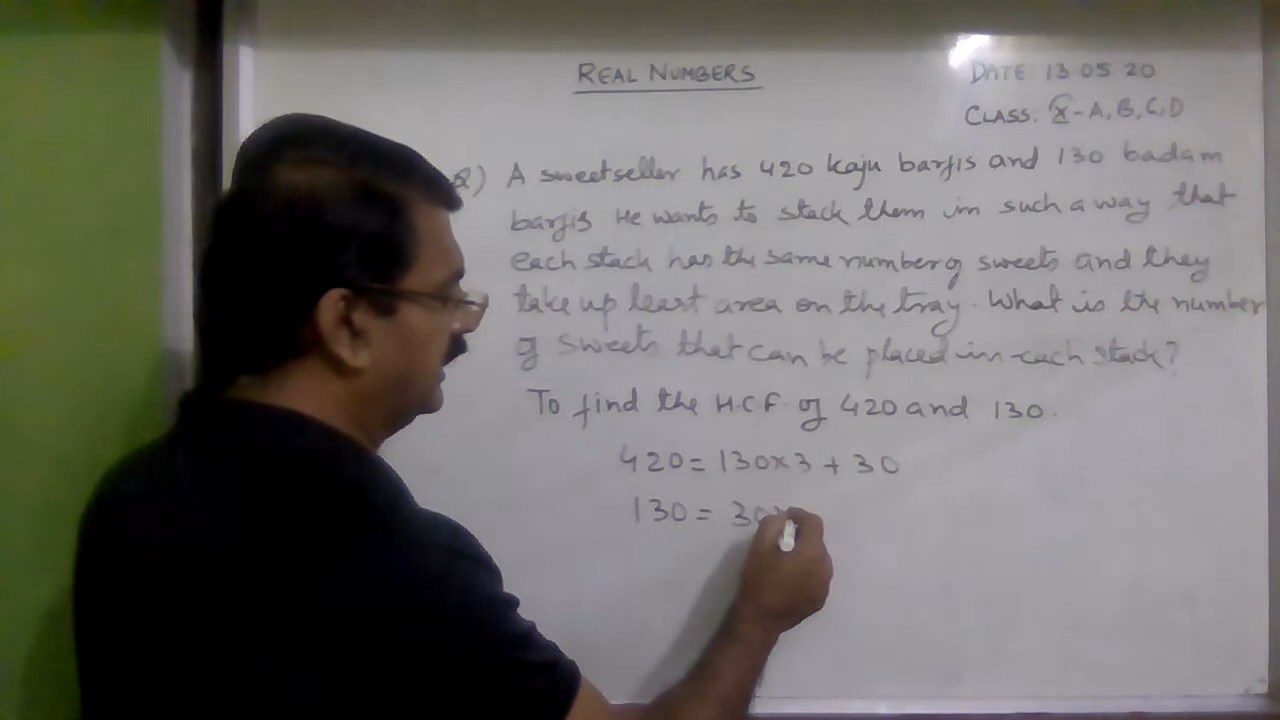 REAL NUMBERS
DATE: 13 05 20
CLASS: X-A, B, C, D
Q) A sweetseller has 420 kaju barfis and 130 badam
barfis He wants to stack them in such a way that
each stack has the same number of sweets and they
take up least area on the tray. What is the number
of sweets that can be placed in each stack?
To find the H.C.F. of 420 and 130.
420 = 130×3 + 30
130 = 30×